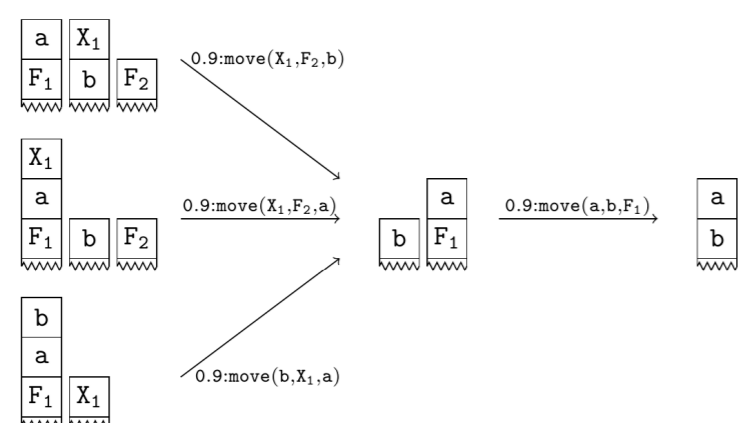 a X₁
F₁ b F₂
0.9:move(X₁,F₂,b)
X₁
a
F₁ b F₂
0.9:move(X₁,F₂,a)
a
b F₁
0.9:move(a,b,F₁)
a
b
b
a
F₁ X₁
0.9:move(b,X₁,a)